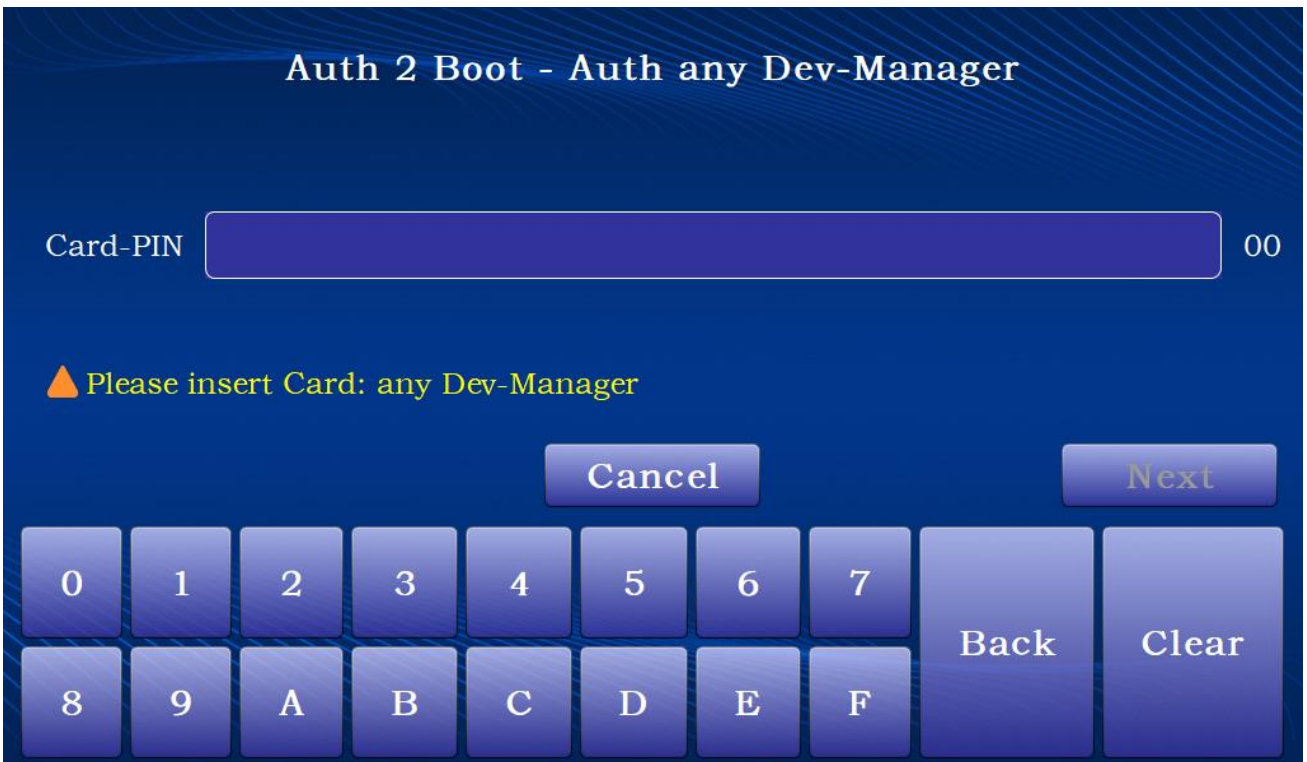 Auth 2 Boot - Auth any Dev-Manager
Card-PIN 00
Please insert Card: any Dev-Manager
Cancel Next
0 1 2 3 4 5 6 7 Back Clear
8 9 A B C D E F